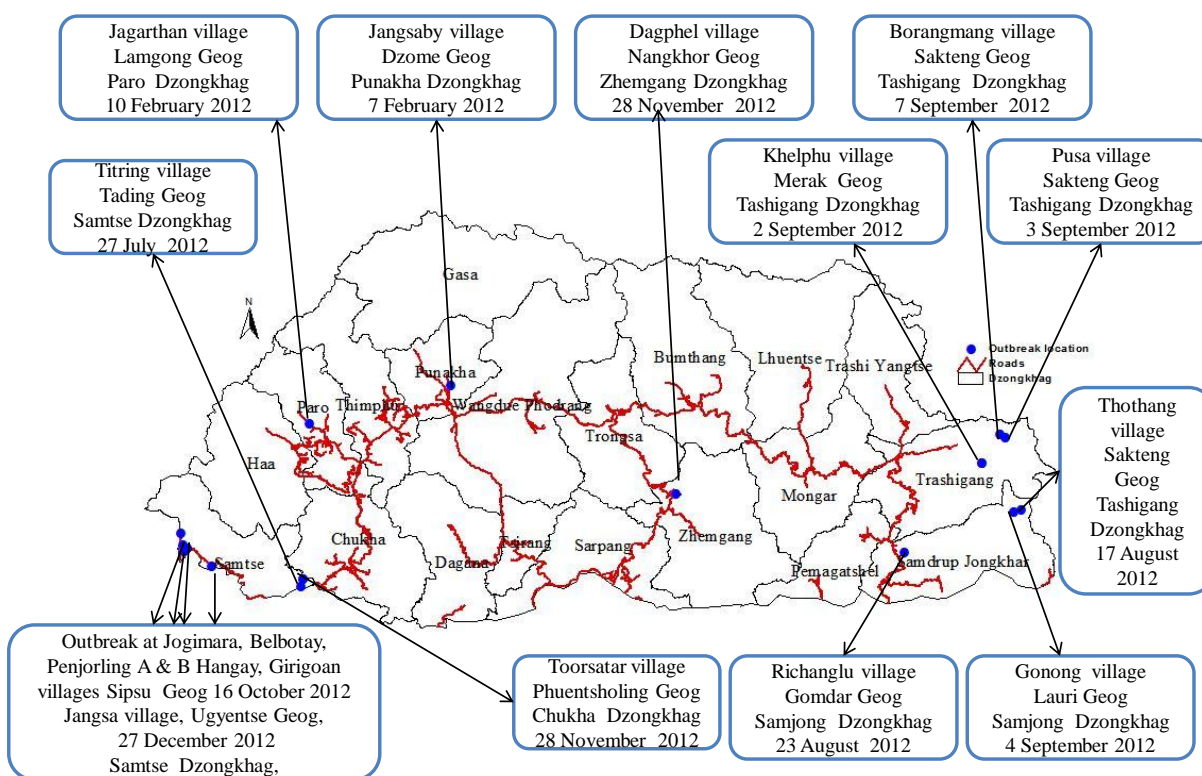 Jagarthan village
Lamgong Geog
Paro Dzongkhag
10 February 2012
Jangsaby village
Dzome Geog
Punakha Dzongkhag
7 February 2012
Dagphel village
Nangkhor Geog
Zhemgang Dzongkhag
28 November 2012
Borangmang village
Sakteng Geog
Tashigang Dzongkhag
7 September 2012
Titring village
Tading Geog
Samtse Dzongkhag
27 July 2012
Khelphu village
Merak Geog
Tashigang Dzongkhag
2 September 2012
Pusa village
Sakteng Geog
Tashigang Dzongkhag
3 September 2012
N
Gasa
Punakha
Bumthang
Lhuentse
Trashi Yangtse
Outbreak location
Roads
Dzongkhag
Paro
Thimphu
Wangdue Phodrang
Trongsa
Haa
Mongar
Trashigang
Chukha
Samtse
Dagana
Tsirang
Sarpang
Zhemgang
Pemagatshel
Samdrup Jongkhar
Thothang
village
Sakteng
Geog
Tashigang
Dzongkhag
17 August
2012
Outbreak at Jogimara, Belbotay,
Penjorling A & B Hangay, Girigoan
villages Sipsu Geog 16 October 2012
Jangsa village, Ugyentse Geog,
27 December 2012
Samtse Dzongkhag,
Toorsatar village
Phuentsholing Geog
Chukha Dzongkhag
28 November 2012
Richanglu village
Gomdar Geog
Samjong Dzongkhag
23 August 2012
Gonong village
Lauri Geog
Samjong Dzongkhag
4 September 2012